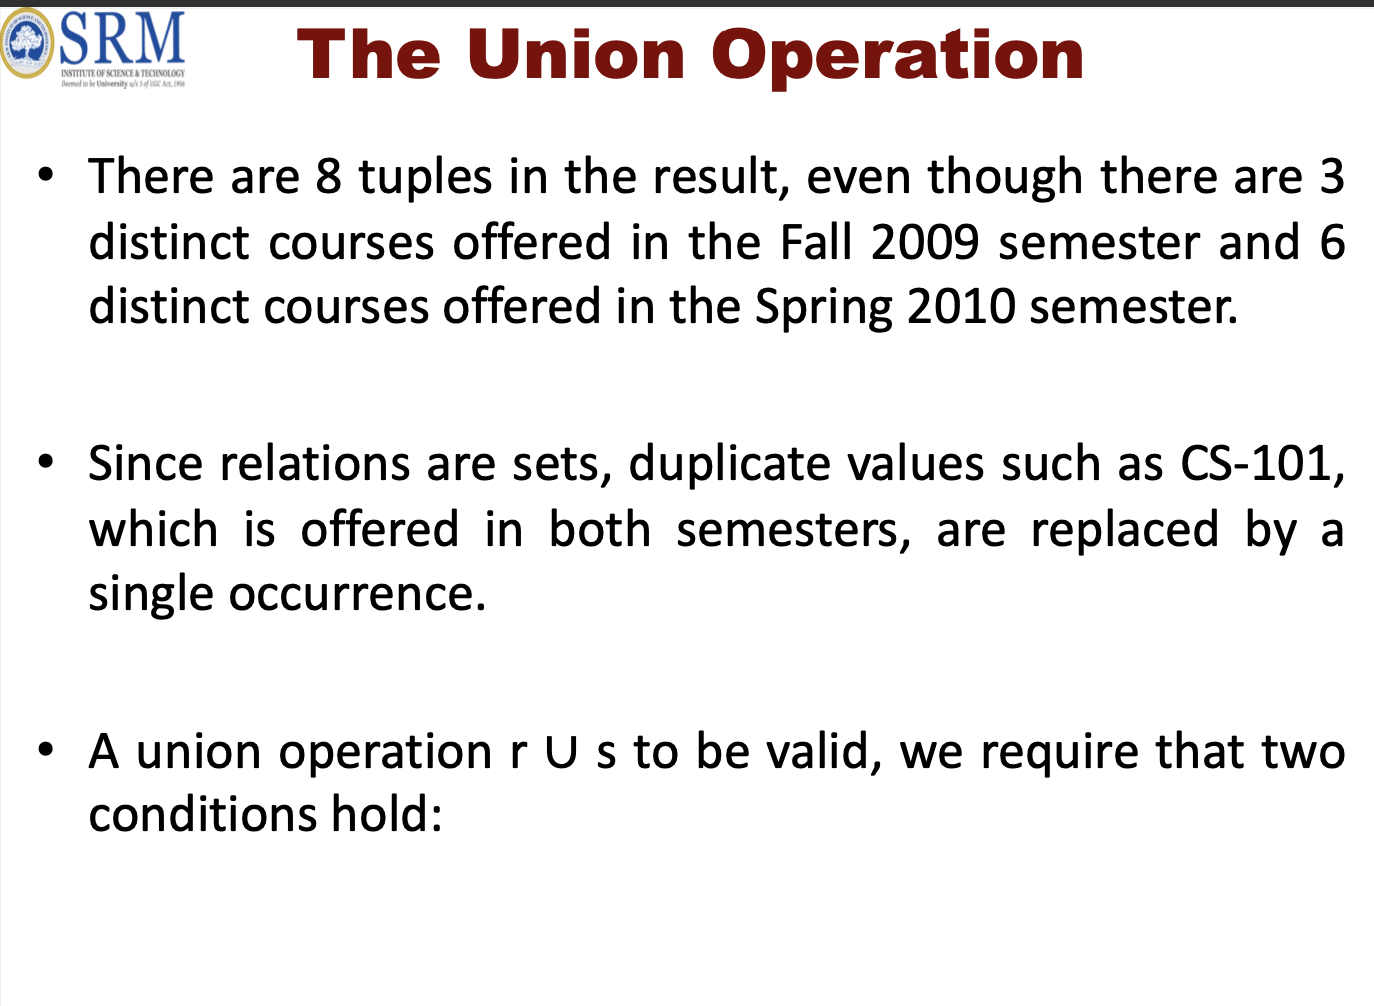 SRM
INSTITUTE OF SCIENCE & TECHNOLOGY
Deemed to be University u/s 3 of UGC Act, 1956
The Union Operation
• There are 8 tuples in the result, even though there are 3
distinct courses offered in the Fall 2009 semester and 6
distinct courses offered in the Spring 2010 semester.
• Since relations are sets, duplicate values such as CS-101,
which is offered in both semesters, are replaced by a
single occurrence.
• A union operation r U s to be valid, we require that two
conditions hold: